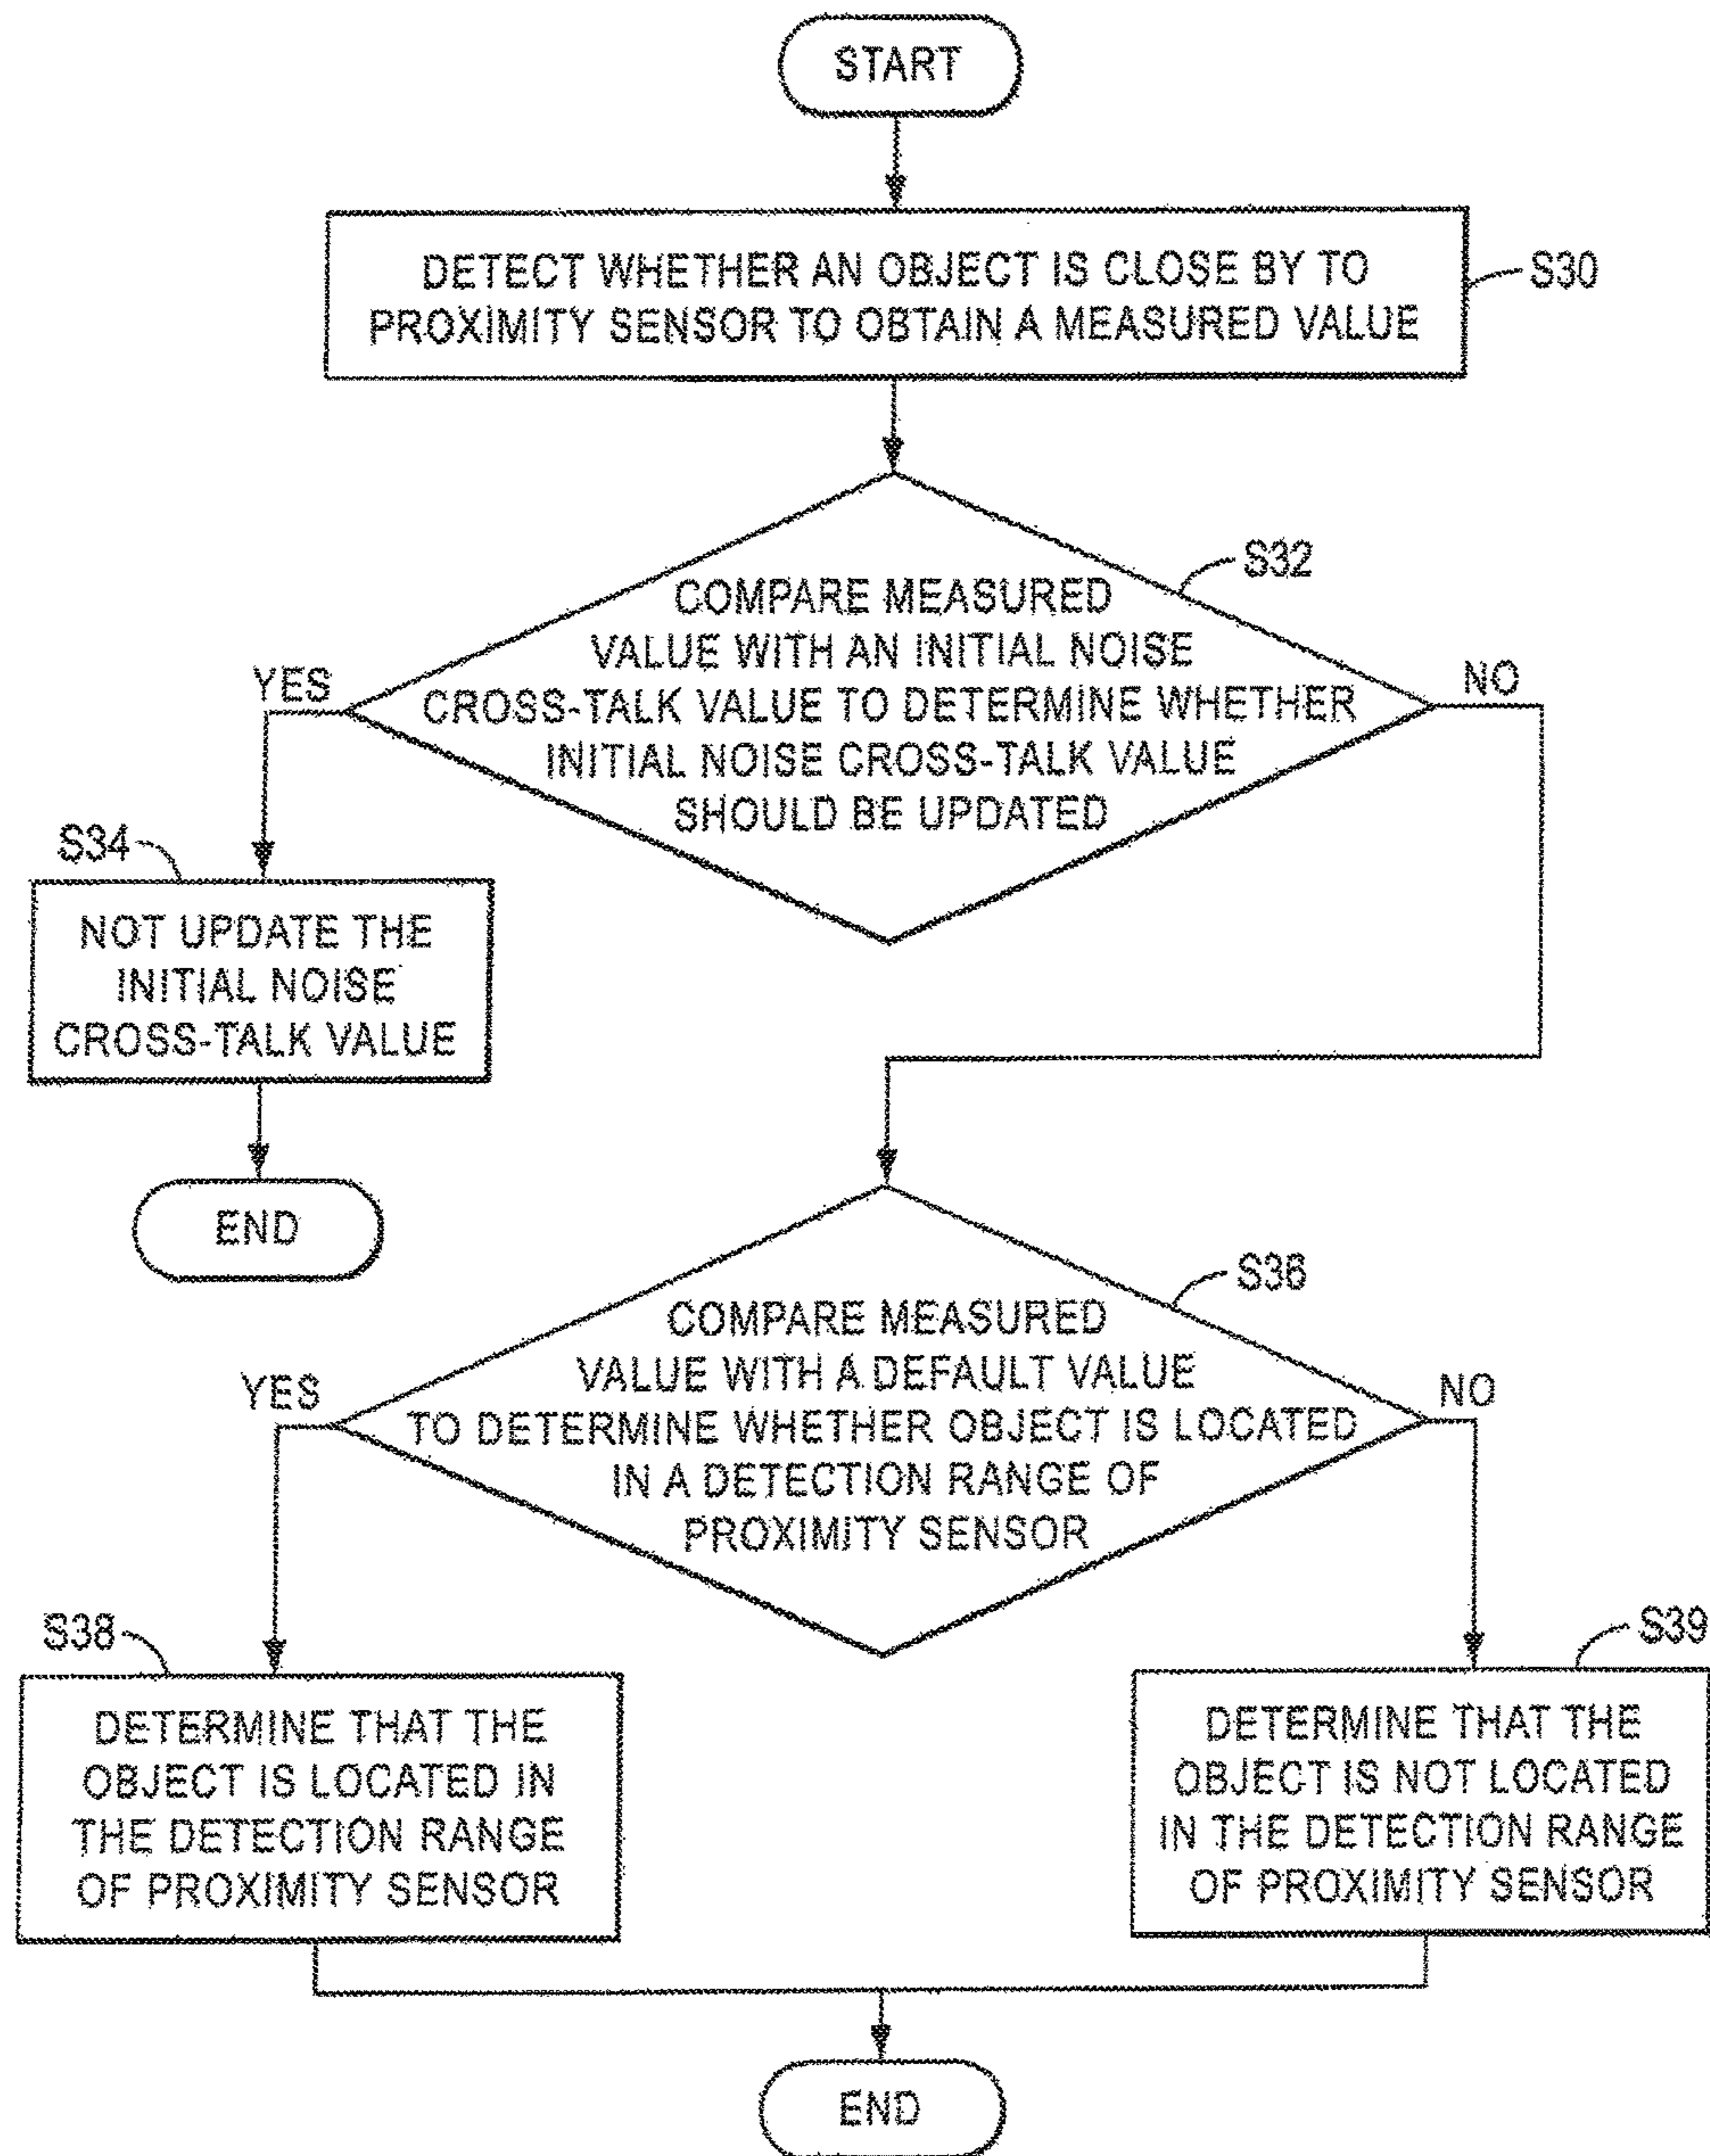 START
DETECT WHETHER AN OBJECT IS CLOSE BY TO
PROXIMITY SENSOR TO OBTAIN A MEASURED VALUE
S30
S32
COMPARE MEASURED
VALUE WITH AN INITIAL NOISE
CROSS-TALK VALUE TO DETERMINE WHETHER
INITIAL NOISE CROSS-TALK VALUE
SHOULD BE UPDATED
YES
NO
S34
NOT UPDATE THE
INITIAL NOISE
CROSS-TALK VALUE
END
S36
COMPARE MEASURED
VALUE WITH A DEFAULT VALUE
TO DETERMINE WHETHER OBJECT IS LOCATED
IN A DETECTION RANGE OF
PROXIMITY SENSOR
YES
NO
S38
DETERMINE THAT THE
OBJECT IS LOCATED IN
THE DETECTION RANGE
OF PROXIMITY SENSOR
S39
DETERMINE THAT THE
OBJECT IS NOT LOCATED
IN THE DETECTION RANGE
OF PROXIMITY SENSOR
END